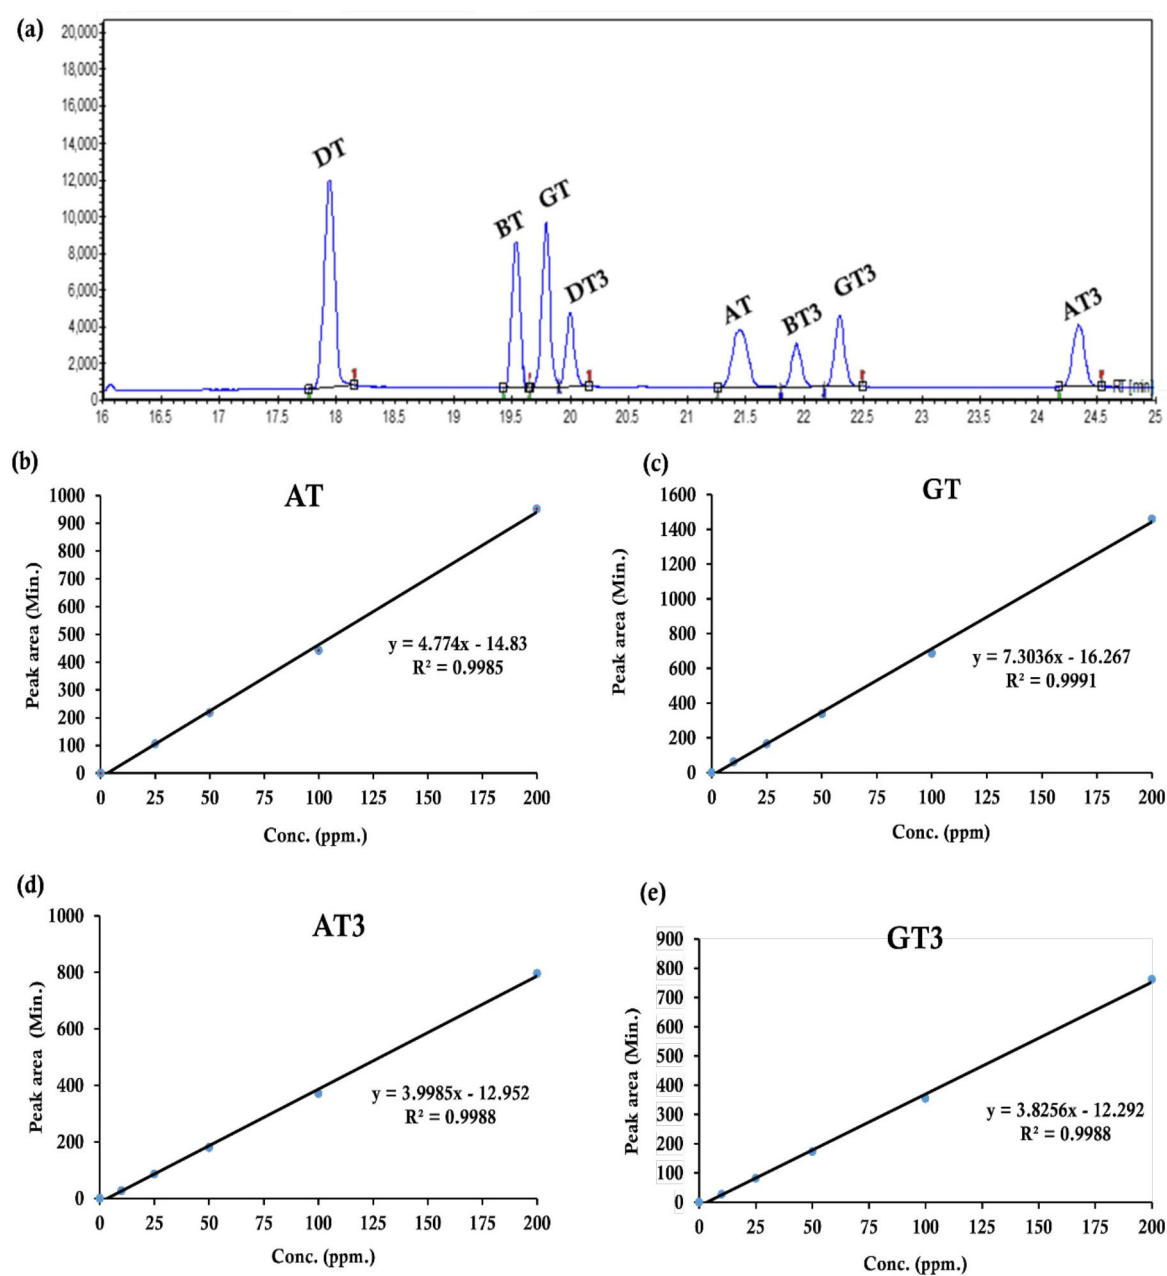 (a)
20,000
18,000
16,000
14,000
12,000
10,000
8,000
6,000
4,000
2,000
0
DT
BT
GT
DT3
AT
BT3
GT3
AT3
RT [min]
16 16.5 17 17.5 18 18.5 19 19.5 20 20.5 21 21.5 22 22.5 23 23.5 24 24.5 25
(b)
AT
Peak area (Min.)
1000
900
800
700
600
500
400
300
200
100
0
y = 4.774x - 14.83
R² = 0.9985
0 25 50 75 100 125 150 175 200
Conc. (ppm.)
(c)
GT
Peak area (Min.)
1600
1400
1200
1000
800
600
400
200
0
y = 7.3036x - 16.267
R² = 0.9991
0 25 50 75 100 125 150 175 200
Conc. (ppm)
(d)
AT3
Peak area (Min.)
1000
800
600
400
200
0
y = 3.9985x - 12.952
R² = 0.9988
0 25 50 75 100 125 150 175 200
Conc. (ppm.)
(e)
GT3
Peak area (Min.)
900
800
700
600
500
400
300
200
100
0
y = 3.8256x - 12.292
R² = 0.9988
0 25 50 75 100 125 150 175 200
Conc. (ppm.)